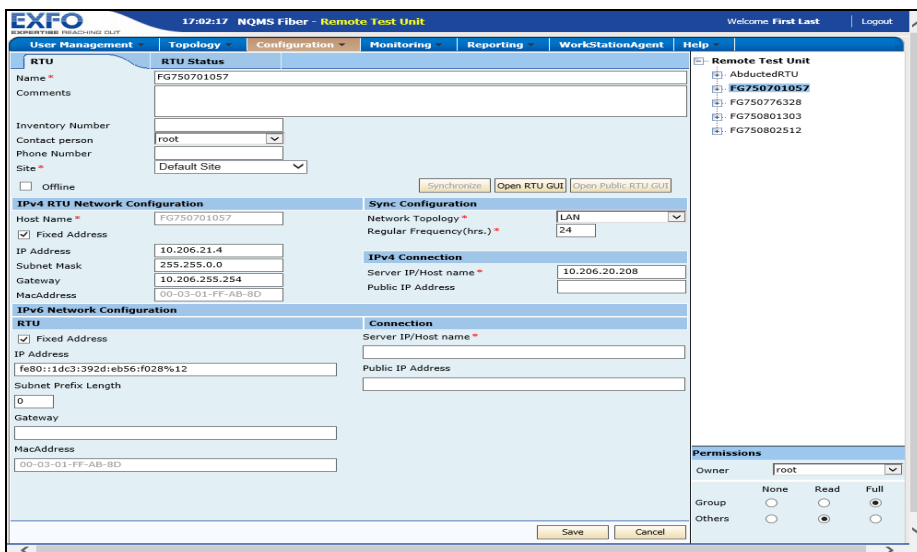 EXFO
EXPERTISE REACHING OUT
17:02:17 NQMS Fiber - Remote Test Unit
Welcome First Last
Logout
User Management
Topology
Configuration
Monitoring
Reporting
WorkStationAgent
Help
RTU
RTU Status
Name *
FG750701057
Comments
Inventory Number
Contact person
root
Phone Number
Site *
Default Site
Offline
Synchronize
Open RTU GUI
Open Public RTU GUI
IPv4 RTU Network Configuration
Host Name *
FG750701057
Fixed Address
IP Address
10.206.21.4
Subnet Mask
255.255.0.0
Gateway
10.206.255.254
MacAddress
00-03-01-FF-AB-8D
Sync Configuration
Network Topology *
LAN
Regular Frequency(hrs.) *
24
IPv4 Connection
Server IP/Host name *
10.206.20.208
Public IP Address
IPv6 Network Configuration
RTU
Fixed Address
IP Address
fe80::1dc3:392d:eb56:f028%12
Subnet Prefix Length
0
Gateway
MacAddress
00-03-01-FF-AB-8D
Connection
Server IP/Host name *
Public IP Address
Save
Cancel
Remote Test Unit
AbductedRTU
FG750701057
FG750776328
FG750801303
FG750802512
Permissions
Owner
root
None Read Full
Group
Others